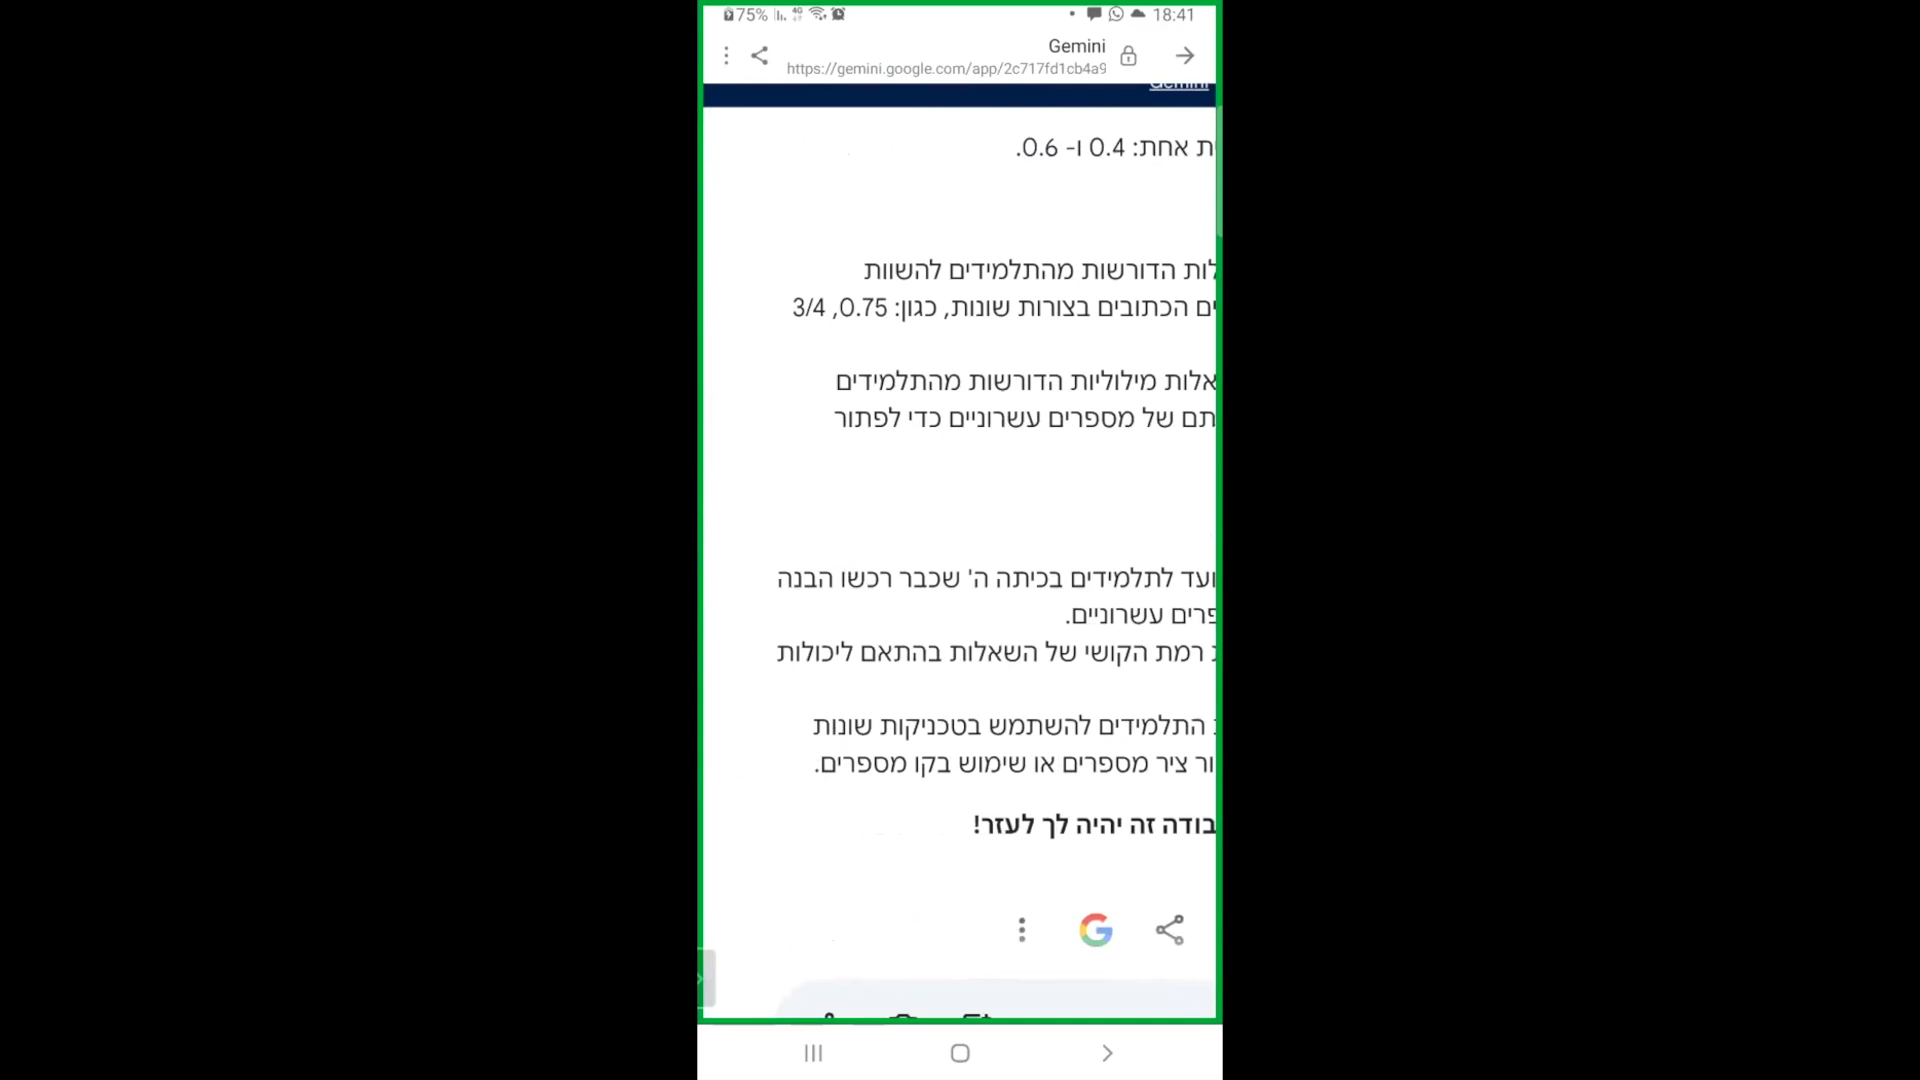 75% 4G 18:41
Gemini
https://gemini.google.com/app/2c717fd1cb4a9
Gemini
אחת: 0.4 ו- 0.6.
הדורשות מהתלמידים להשוות
הכתובים בצורות שונות, כגון: 0.75, 3/4
מילוליות הדורשות מהתלמידים
של מספרים עשרוניים כדי לפתור
לתלמידים בכיתה ה' שכבר רכשו הבנה
עשרוניים.
רמת הקושי של השאלות בהתאם ליכולות
התלמידים להשתמש בטכניקות שונות
ציר מספרים או שימוש בקו מספרים.
זה יהיה לך לעזר!